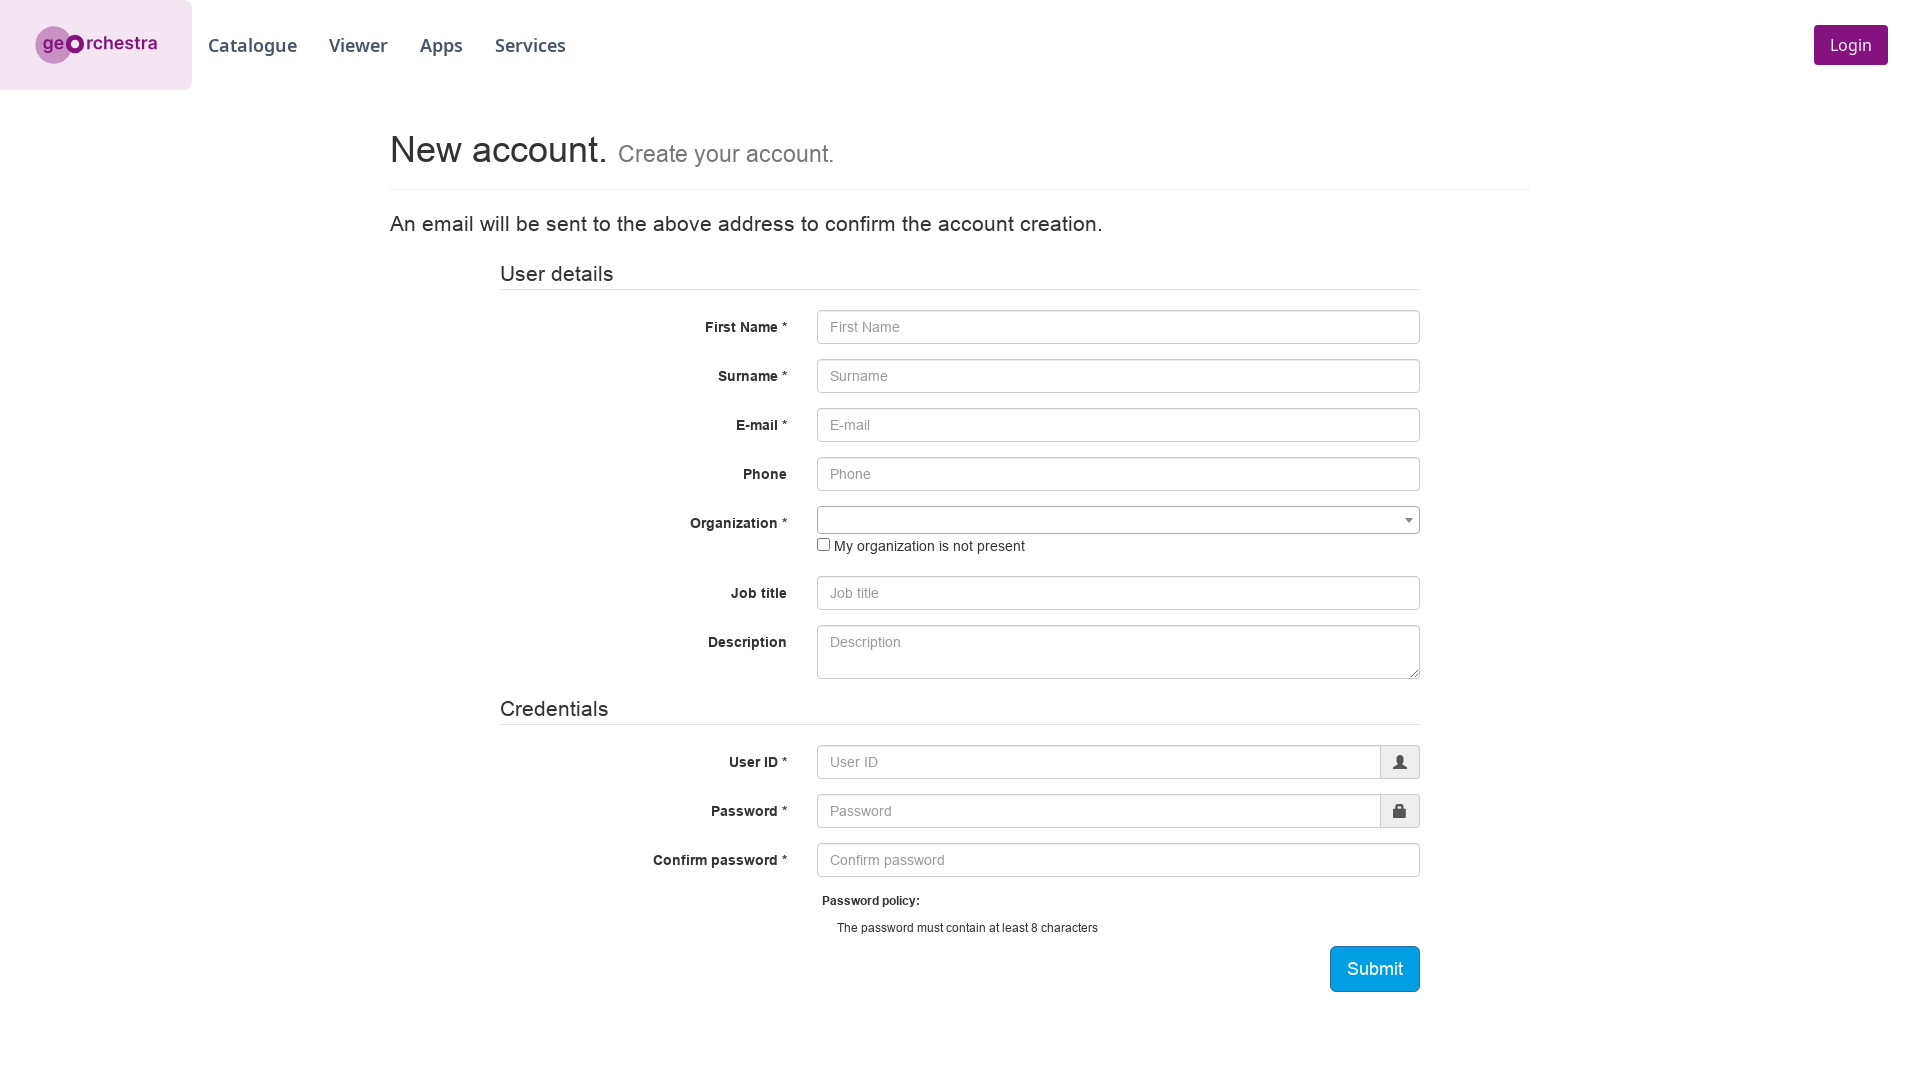 georchestra
Catalogue Viewer Apps Services Login
New account. Create your account.
An email will be sent to the above address to confirm the account creation.
User details
First Name * First Name
Surname * Surname
E-mail * E-mail
Phone Phone
Organization *
My organization is not present
Job title Job title
Description Description
Credentials
User ID * User ID
Password * Password
Confirm password * Confirm password
Password policy:
The password must contain at least 8 characters
Submit